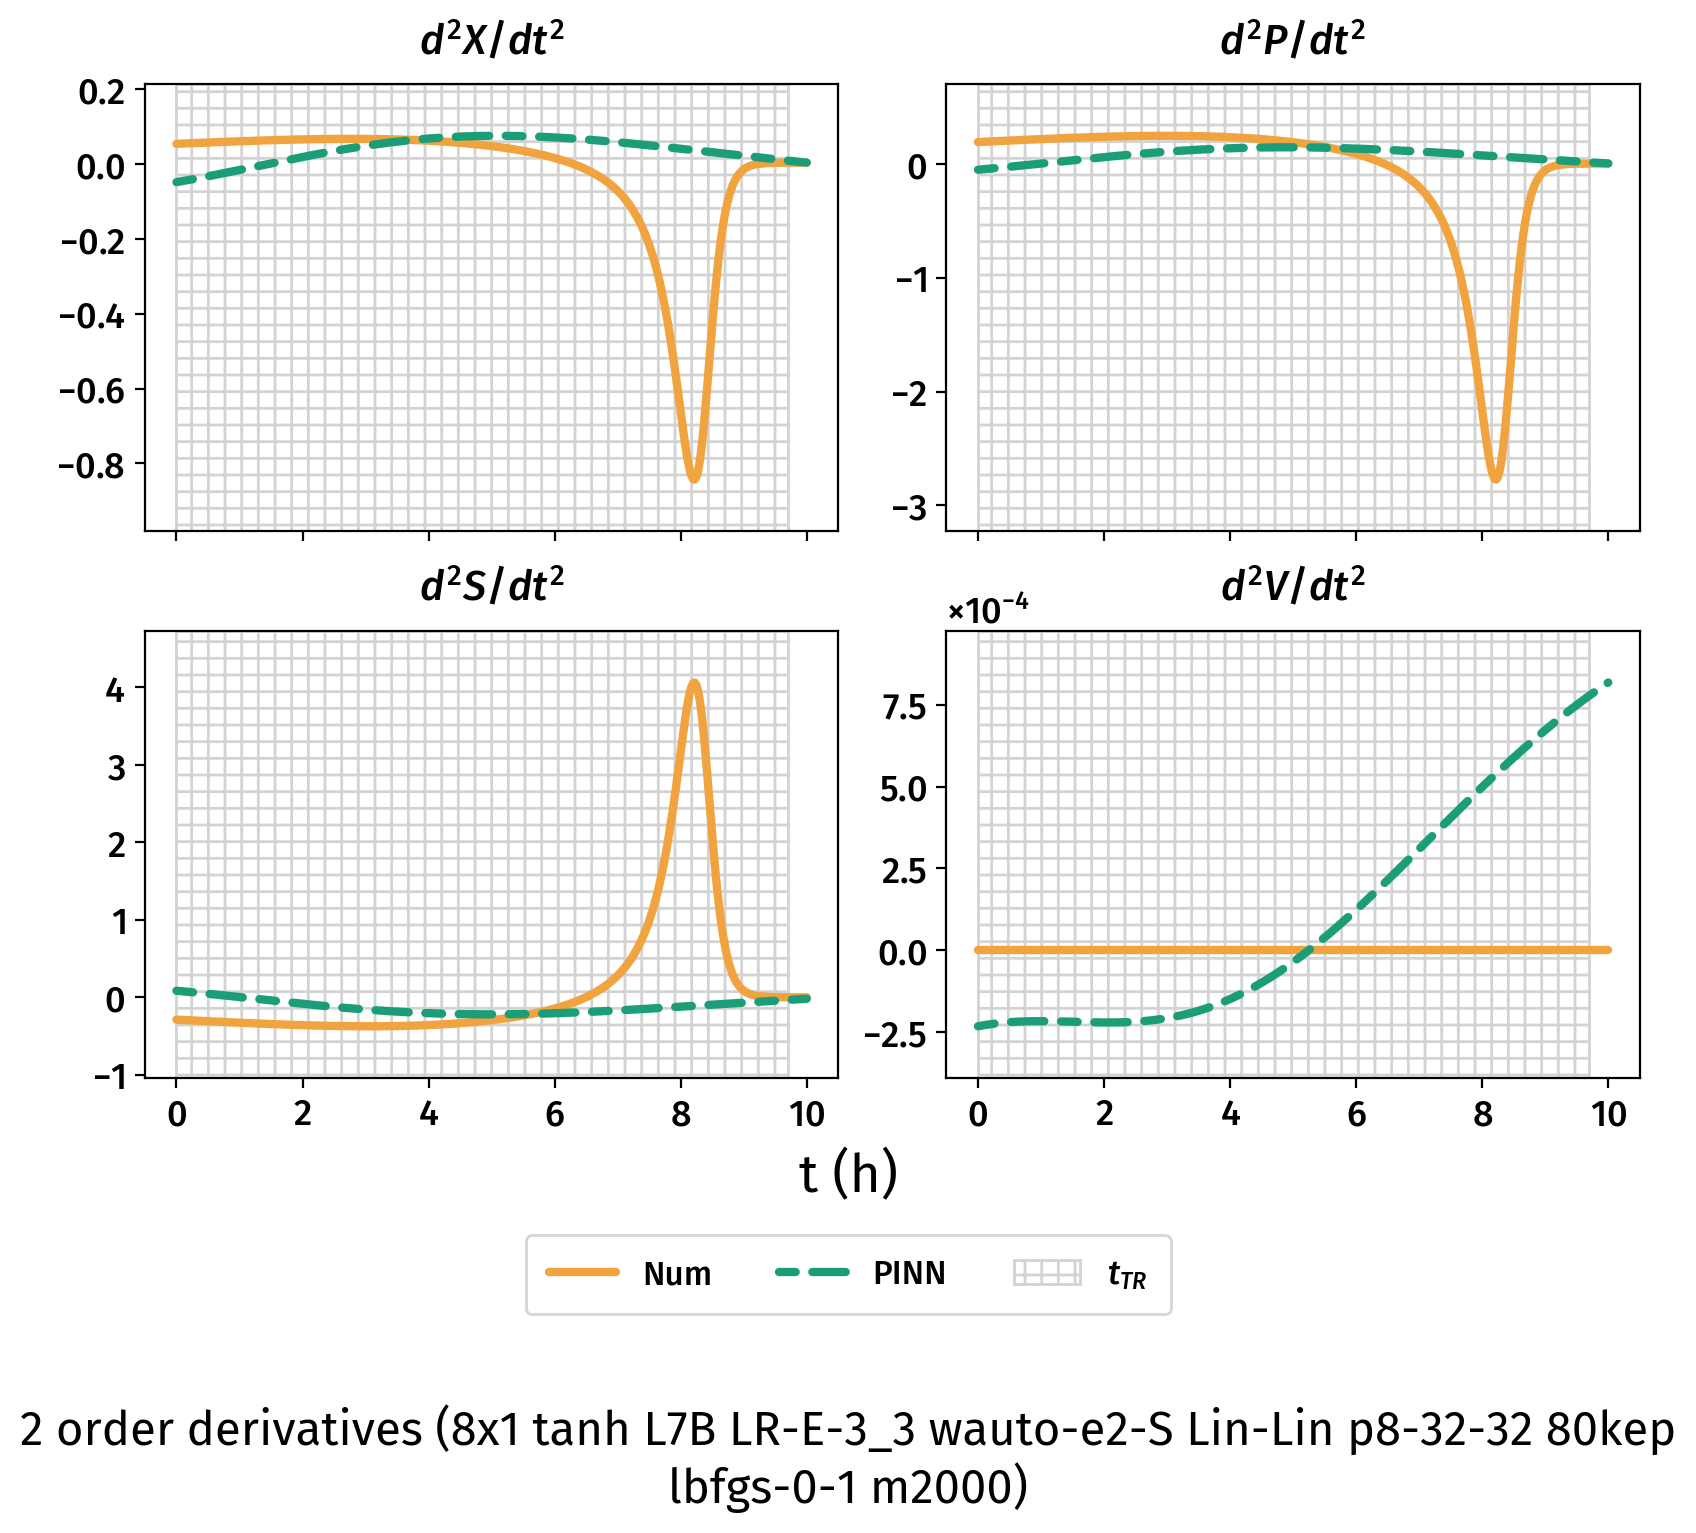 d²X/dt²
d²P/dt²
0.2
0.0
−0.2
−0.4
−0.6
−0.8
0
−1
−2
−3
d²S/dt²
d²V/dt²
×10⁻⁴
4
3
2
1
0
−1
7.5
5.0
2.5
0.0
−2.5
0 2 4 6 8 10
0 2 4 6 8 10
t (h)
Num PINN t_TR
2 order derivatives (8x1 tanh L7B LR-E-3_3 wauto-e2-S Lin-Lin p8-32-32 80kep
lbfgs-0-1 m2000)